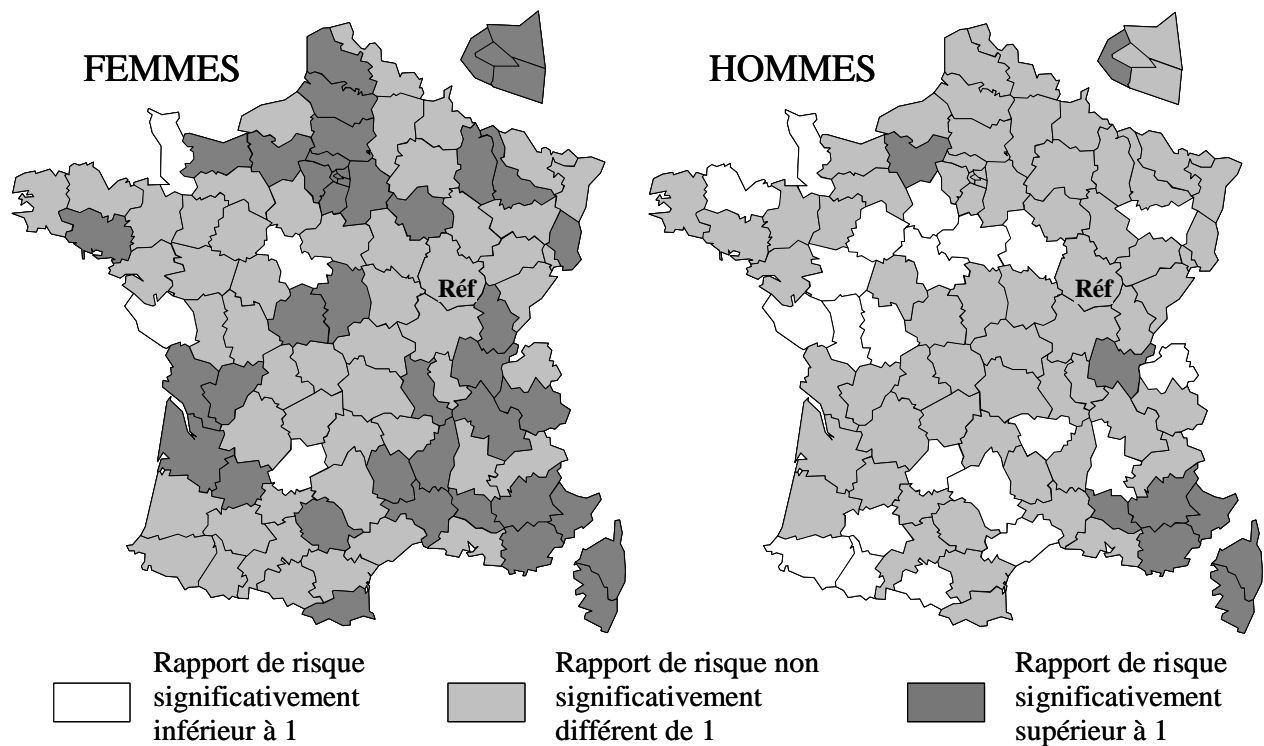 FEMMES
HOMMES
Réf
Réf
Rapport de risque
significativement
inférieur à 1
Rapport de risque non
significativement
différent de 1
Rapport de risque
significativement
supérieur à 1